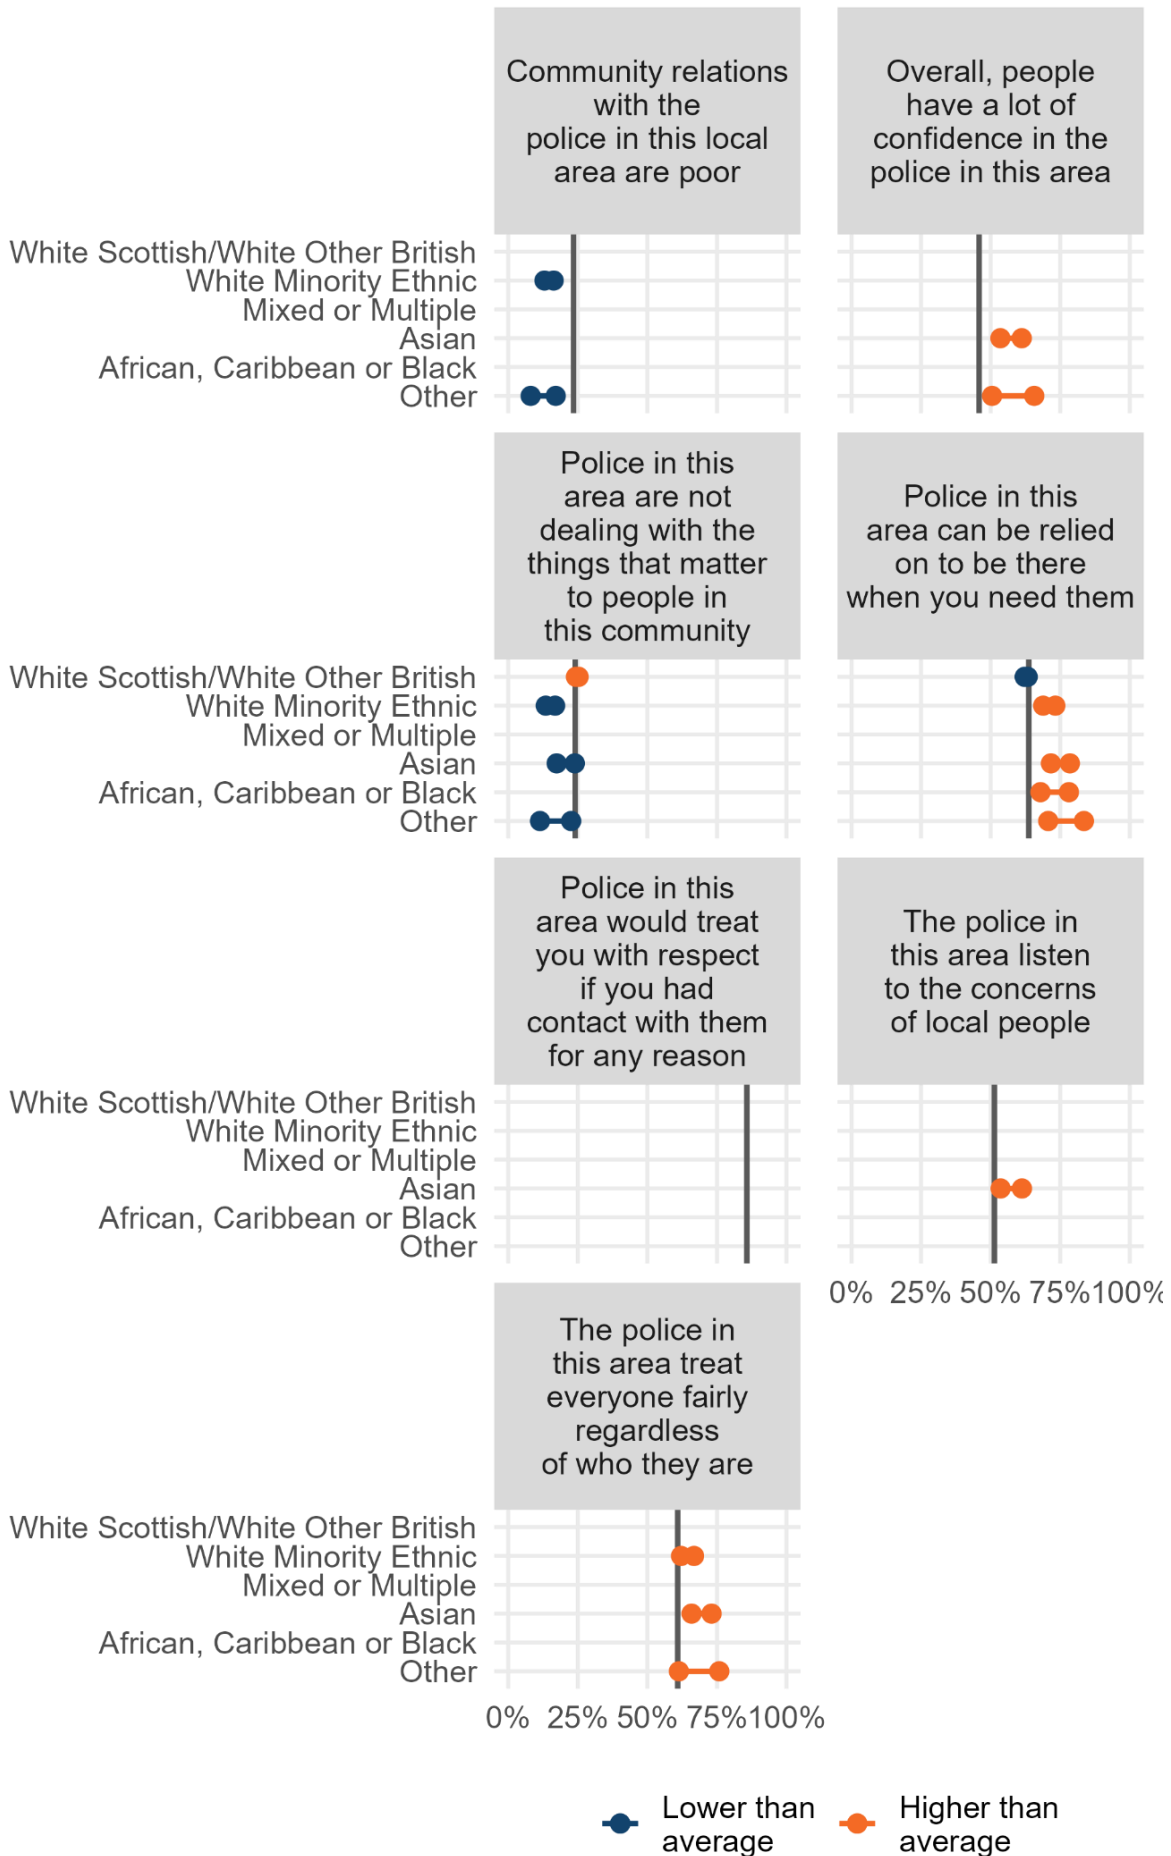 Community relations
with the
police in this local
area are poor
Overall, people
have a lot of
confidence in the
police in this area
White Scottish/White Other British
White Minority Ethnic
Mixed or Multiple
Asian
African, Caribbean or Black
Other
Police in this
area are not
dealing with the
things that matter
to people in
this community
Police in this
area can be relied
on to be there
when you need them
White Scottish/White Other British
White Minority Ethnic
Mixed or Multiple
Asian
African, Caribbean or Black
Other
Police in this
area would treat
you with respect
if you had
contact with them
for any reason
The police in
this area listen
to the concerns
of local people
White Scottish/White Other British
White Minority Ethnic
Mixed or Multiple
Asian
African, Caribbean or Black
Other
0% 25% 50% 75% 100%
The police in
this area treat
everyone fairly
regardless
of who they are
White Scottish/White Other British
White Minority Ethnic
Mixed or Multiple
Asian
African, Caribbean or Black
Other
0% 25% 50% 75% 100%
Lower than
average
Higher than
average